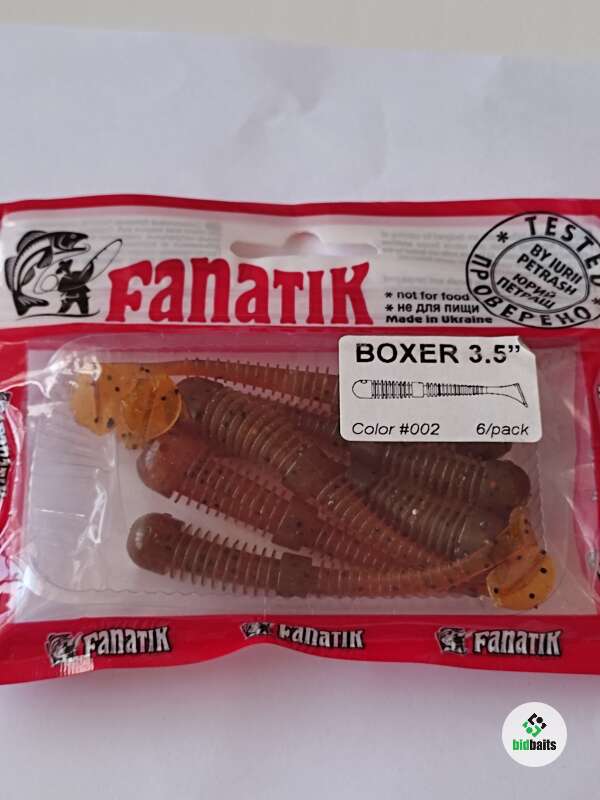 FANATIK
* not for food
* не для пищи
Made in Ukraine
* TESTED
BY IURII
PETRASH
ЮРИЙ
ПЕТРАШ
ПРОВЕРЕНО *
BOXER 3.5”
Color #002
6/pack
FANATIK
FANATIK
FANATIK
bidbaits